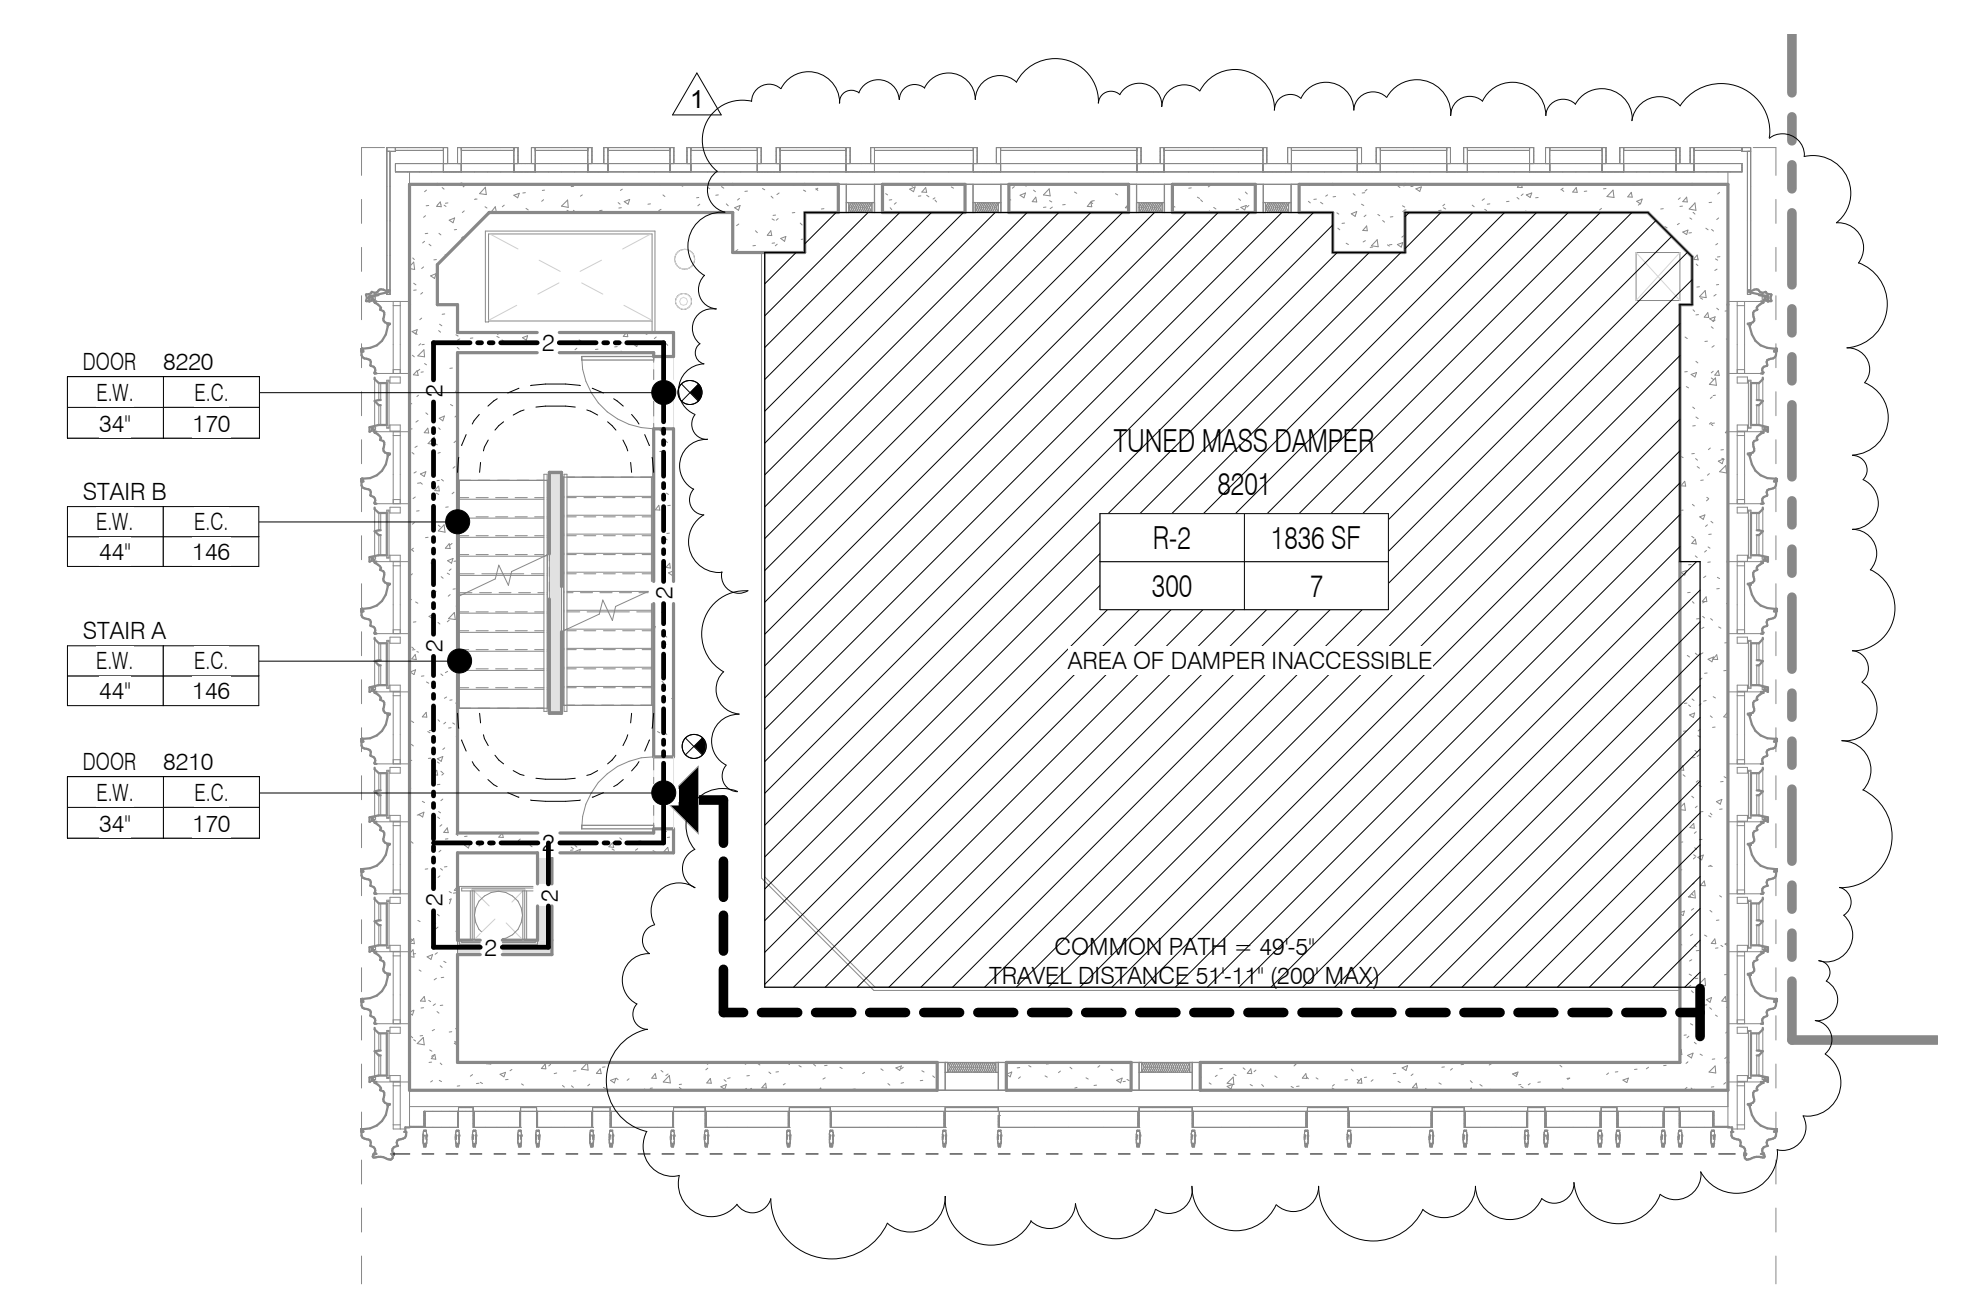 1
DOOR 8220
E.W. E.C.
34" 170
STAIR B
E.W. E.C.
44" 146
STAIR A
E.W. E.C.
44" 146
DOOR 8210
E.W. E.C.
34" 170
2
2
2
2
2
2
2
2
TUNED MASS DAMPER
8201
R-2 1836 SF
300 7
AREA OF DAMPER INACCESSIBLE
COMMON PATH = 49'-5"
TRAVEL DISTANCE 51'-11" (200' MAX)